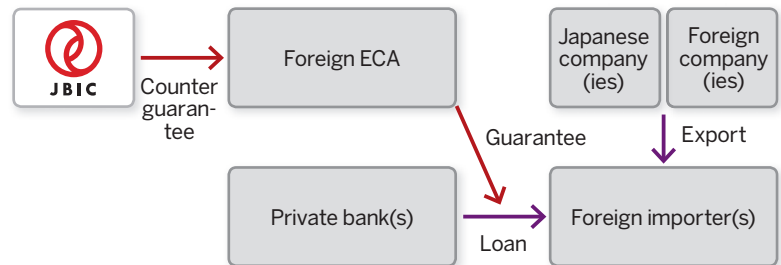 JBIC
Counter
guaran-
tee
Foreign ECA
Japanese
company
(ies)
Foreign
company
(ies)
Guarantee
Export
Private bank(s)
Loan
Foreign importer(s)